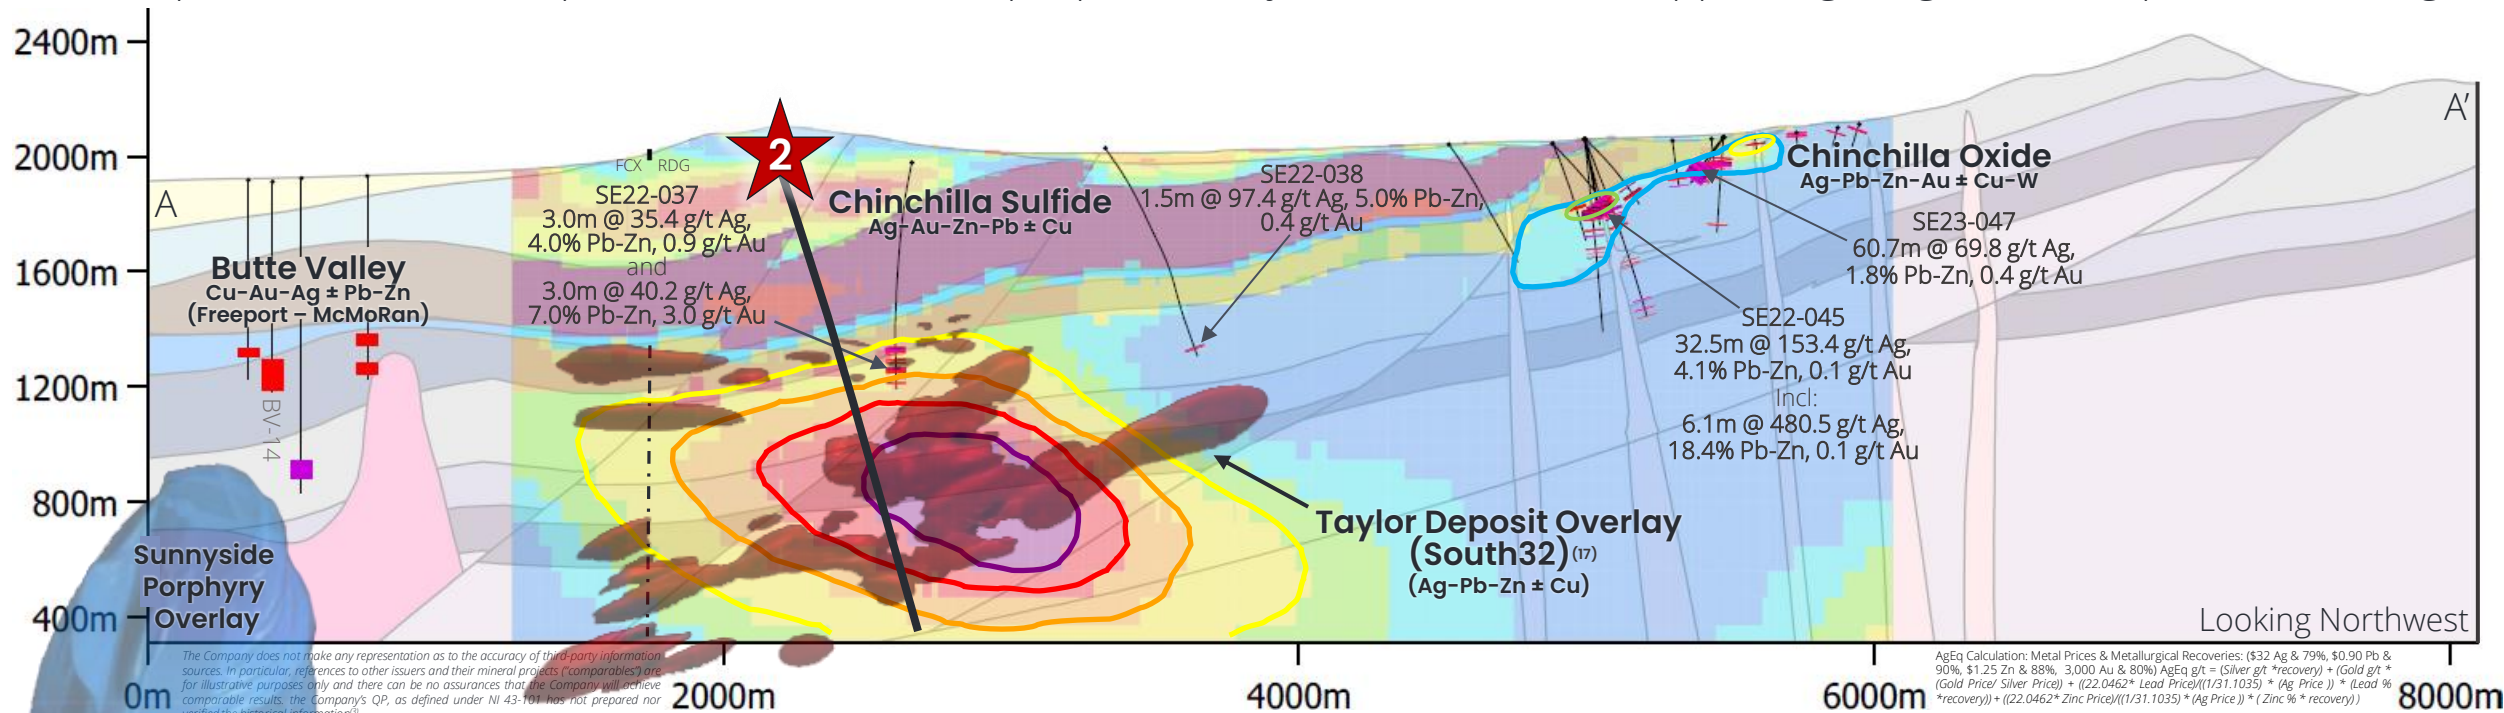 2400m
2000m
1600m
1200m
800m
400m
0m
2000m
4000m
6000m
8000m
A
A'
FCX RDG
2
SE22-037
3.0m @ 35.4 g/t Ag,
4.0% Pb-Zn, 0.9 g/t Au
and
3.0m @ 40.2 g/t Ag,
7.0% Pb-Zn, 3.0 g/t Au
Chinchilla Sulfide
Ag-Au-Zn-Pb ± Cu
SE22-038
1.5m @ 97.4 g/t Ag, 5.0% Pb-Zn,
0.4 g/t Au
Chinchilla Oxide
Ag-Pb-Zn-Au ± Cu-W
SE23-047
60.7m @ 69.8 g/t Ag,
1.8% Pb-Zn, 0.4 g/t Au
SE22-045
32.5m @ 153.4 g/t Ag,
4.1% Pb-Zn, 0.1 g/t Au
Incl:
6.1m @ 480.5 g/t Ag,
18.4% Pb-Zn, 0.1 g/t Au
Butte Valley
Cu-Au-Ag ± Pb-Zn
(Freeport – McMoRan)
BV-14
Sunnyside
Porphyry
Overlay
Taylor Deposit Overlay
(South32) (17)
(Ag-Pb-Zn ± Cu)
Looking Northwest
The Company does not make any representation as to the accuracy of third-party information
sources. In particular, references to other issuers and their mineral projects ("comparables") are
for illustrative purposes only and there can be no assurances that the Company will achieve
comparable results. the Company's QP, as defined under NI 43-101 has not prepared nor
verified the historical information(3)
AgEq Calculation: Metal Prices & Metallurgical Recoveries: ($32 Ag & 79%, $0.90 Pb &
90%, $1.25 Zn & 88%, 3,000 Au & 80%) AgEq g/t = (Silver g/t *recovery) + (Gold g/t *
(Gold Price/ Silver Price)) + ((22.0462* Lead Price)/((1/31.1035) * (Ag Price )) * (Lead %
*recovery)) + ((22.0462* Zinc Price)/((1/31.1035) * (Ag Price )) * ( Zinc % * recovery) )